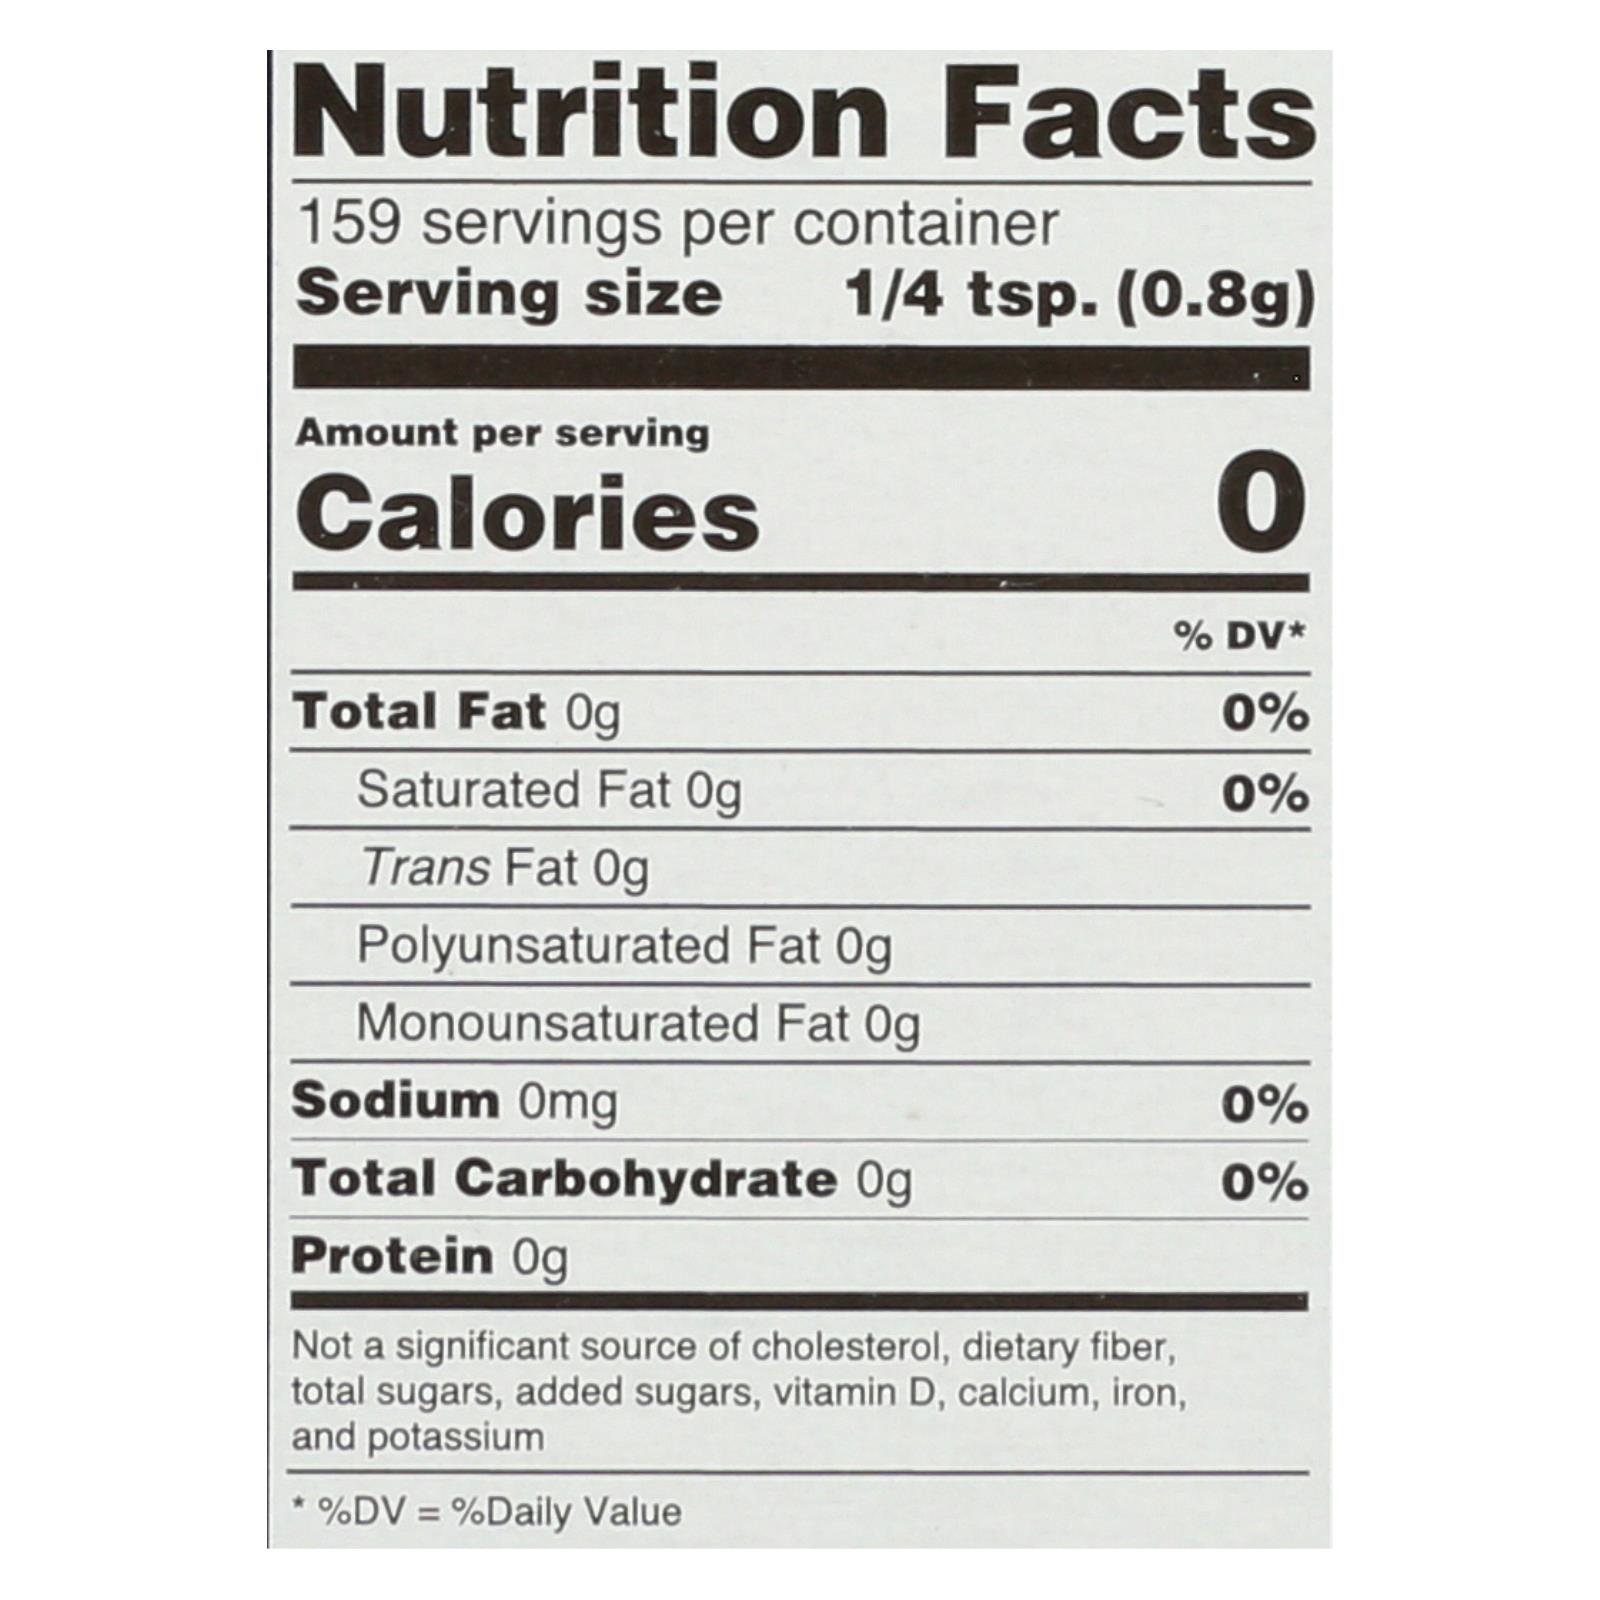 Nutrition Facts
159 servings per container
Serving size 1/4 tsp. (0.8g)
Amount per serving
Calories 0
% DV*
Total Fat 0g 0%
Saturated Fat 0g 0%
Trans Fat 0g
Polyunsaturated Fat 0g
Monounsaturated Fat 0g
Sodium 0mg 0%
Total Carbohydrate 0g 0%
Protein 0g
Not a significant source of cholesterol, dietary fiber,
total sugars, added sugars, vitamin D, calcium, iron,
and potassium
* %DV = %Daily Value